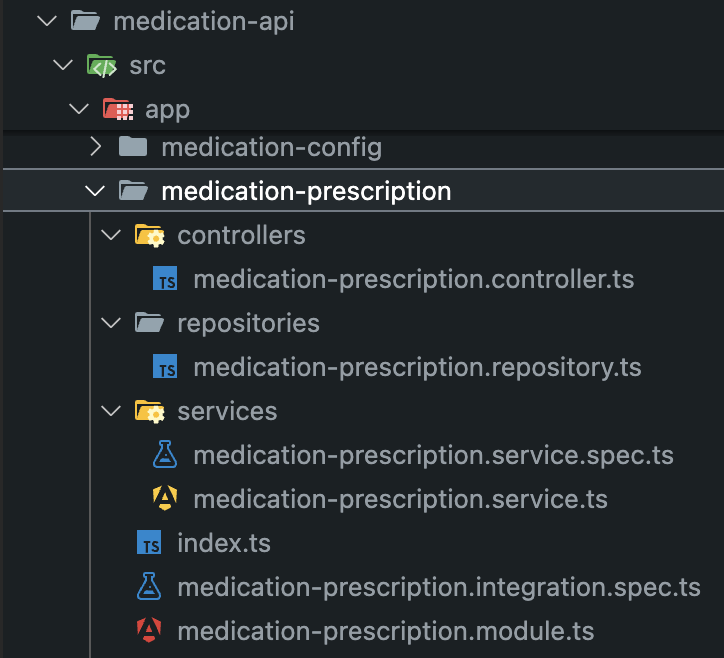 medication-api
src
app
medication-config
medication-prescription
controllers
TS medication-prescription.controller.ts
repositories
TS medication-prescription.repository.ts
services
medication-prescription.service.spec.ts
medication-prescription.service.ts
TS index.ts
medication-prescription.integration.spec.ts
medication-prescription.module.ts